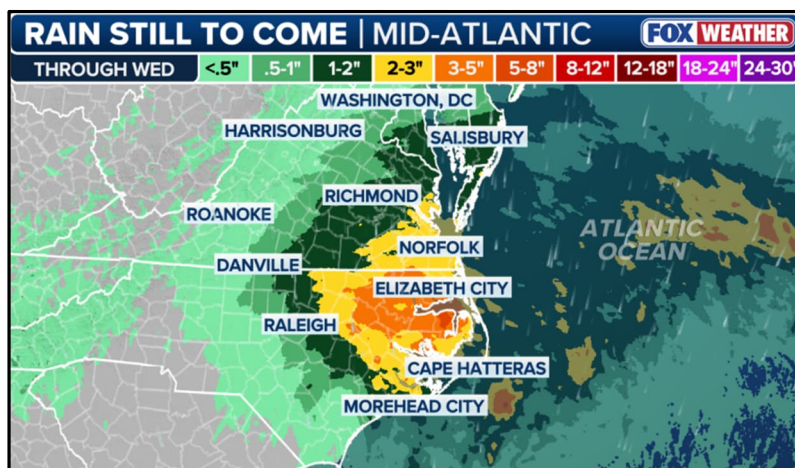 RAIN STILL TO COME | MID-ATLANTIC
FOX WEATHER
THROUGH WED <.5" .5-1" 1-2" 2-3" 3-5" 5-8" 8-12" 12-18" 18-24" 24-30"
WASHINGTON, DC
HARRISONBURG
SALISBURY
RICHMOND
ROANOKE
ATLANTIC
OCEAN
NORFOLK
DANVILLE
ELIZABETH CITY
RALEIGH
CAPE HATTERAS
MOREHEAD CITY